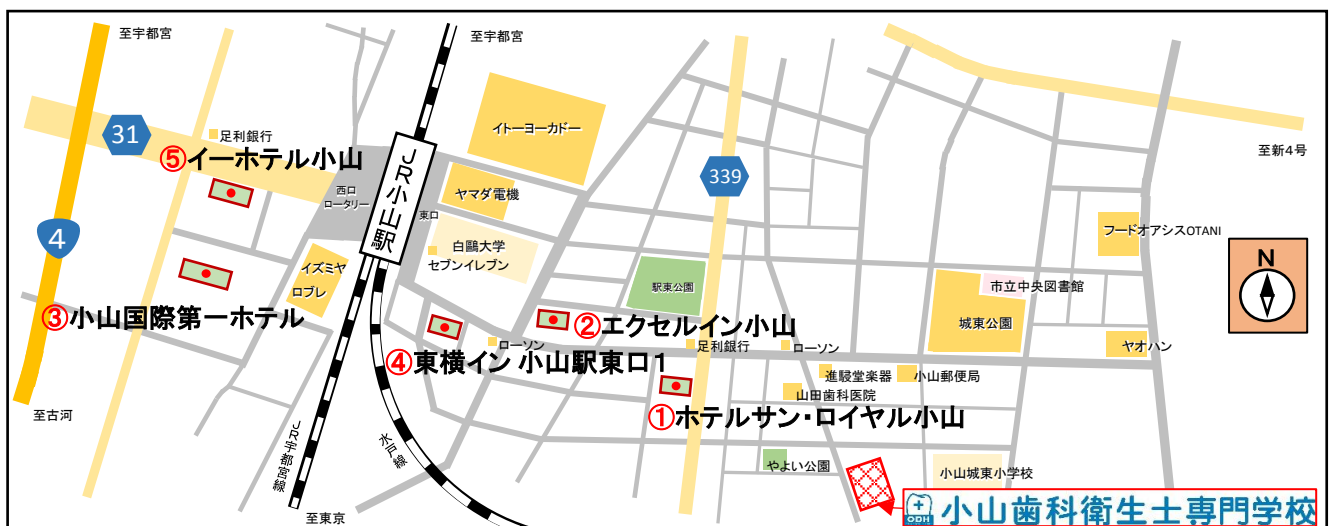 至宇都宮
至宇都宮
31
足利銀行
⑤イーホテル小山
西口
ロータリー
JR小山駅
東口
イトーヨーカドー
ヤマダ電機
白鷗大学
セブンイレブン
339
至新4号
4
イズミヤ
ロブレ
③小山国際第一ホテル
駅東公園
フードオアシスOTANI
市立中央図書館
城東公園
N
②エクセルイン小山
ローソン
足利銀行
ローソン
ヤオハン
④東横イン 小山駅東口1
進駸堂楽器
小山郵便局
山田歯科医院
①ホテルサン・ロイヤル小山
至古河
JR宇都宮線
水戸線
やよい公園
小山城東小学校
至東京
ODH
小山歯科衛生士専門学校